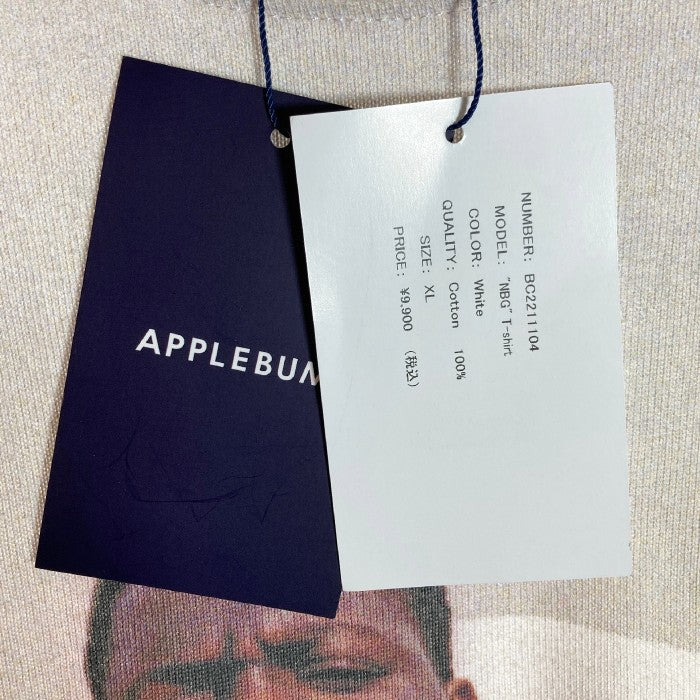 APPLEBUM
NUMBER: BC2211104
MODEL: "NBG" T-shirt
COLOR: White
QUALITY: Cotton 100%
SIZE: XL
PRICE: ¥9,900 (税込)